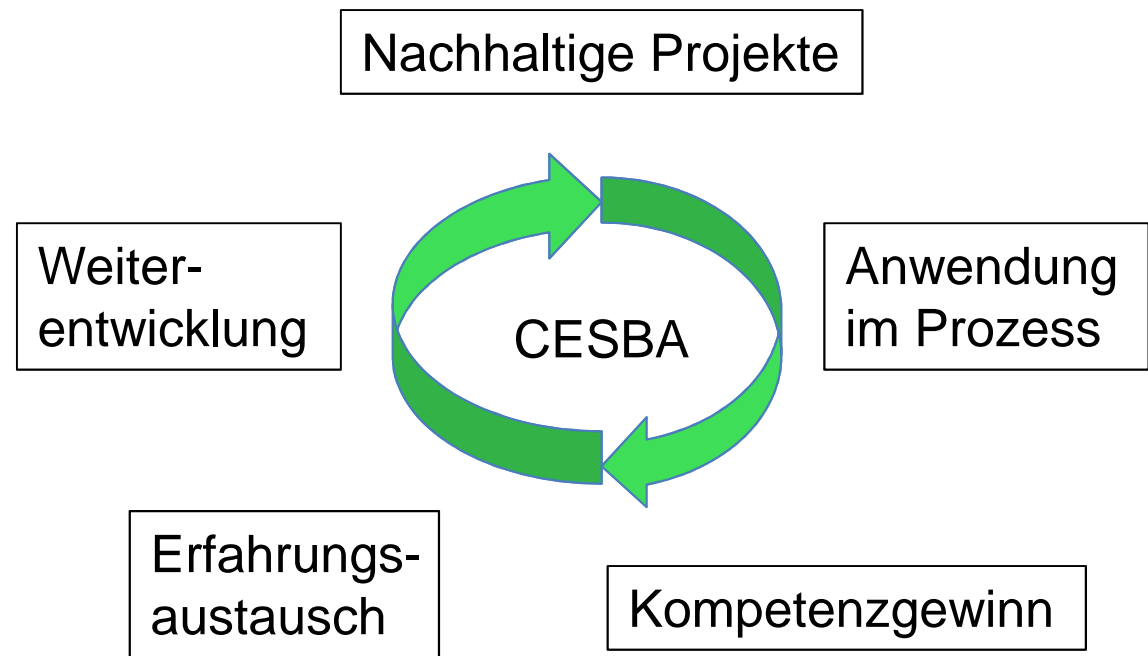 Nachhaltige Projekte
Weiter-
entwicklung
CESBA
Anwendung
im Prozess
Erfahrungs-
austausch
Kompetenzgewinn